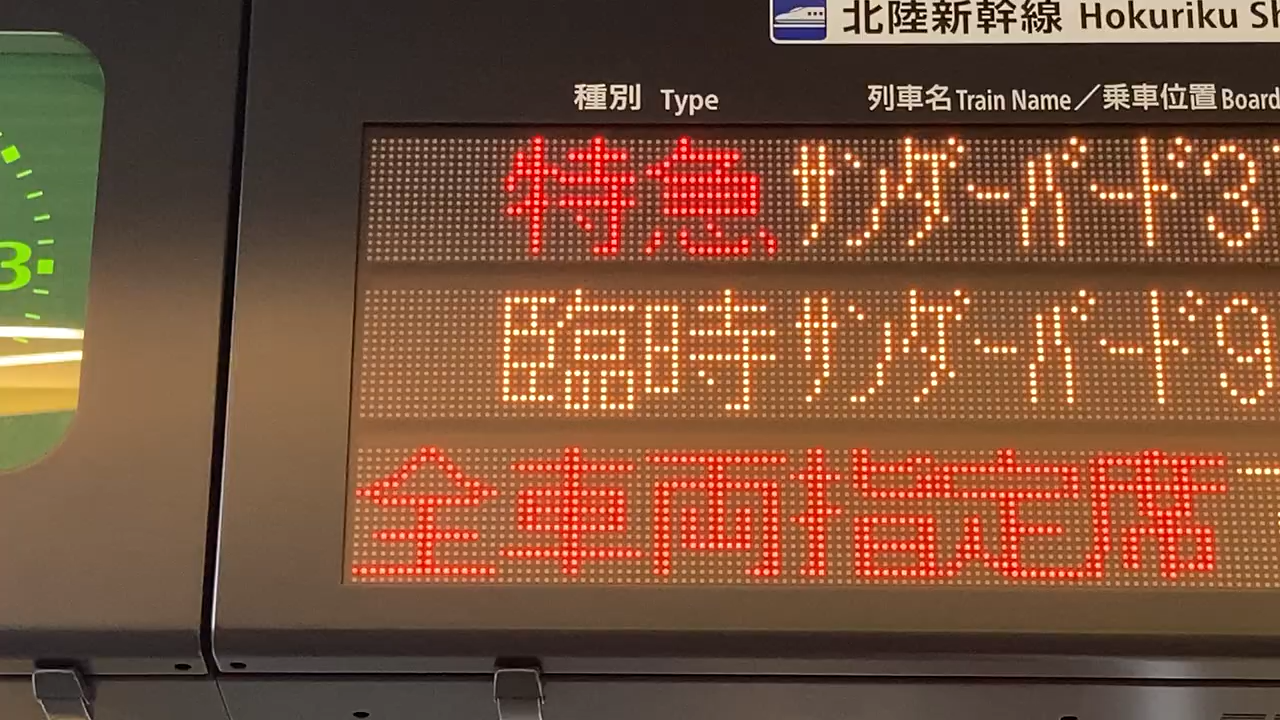 北陸新幹線 Hokuriku
種別 Type 列車名 Train Name／乗車位置
3 特急 サンダーバード3
臨時 サンダーバード9
全車両指定席